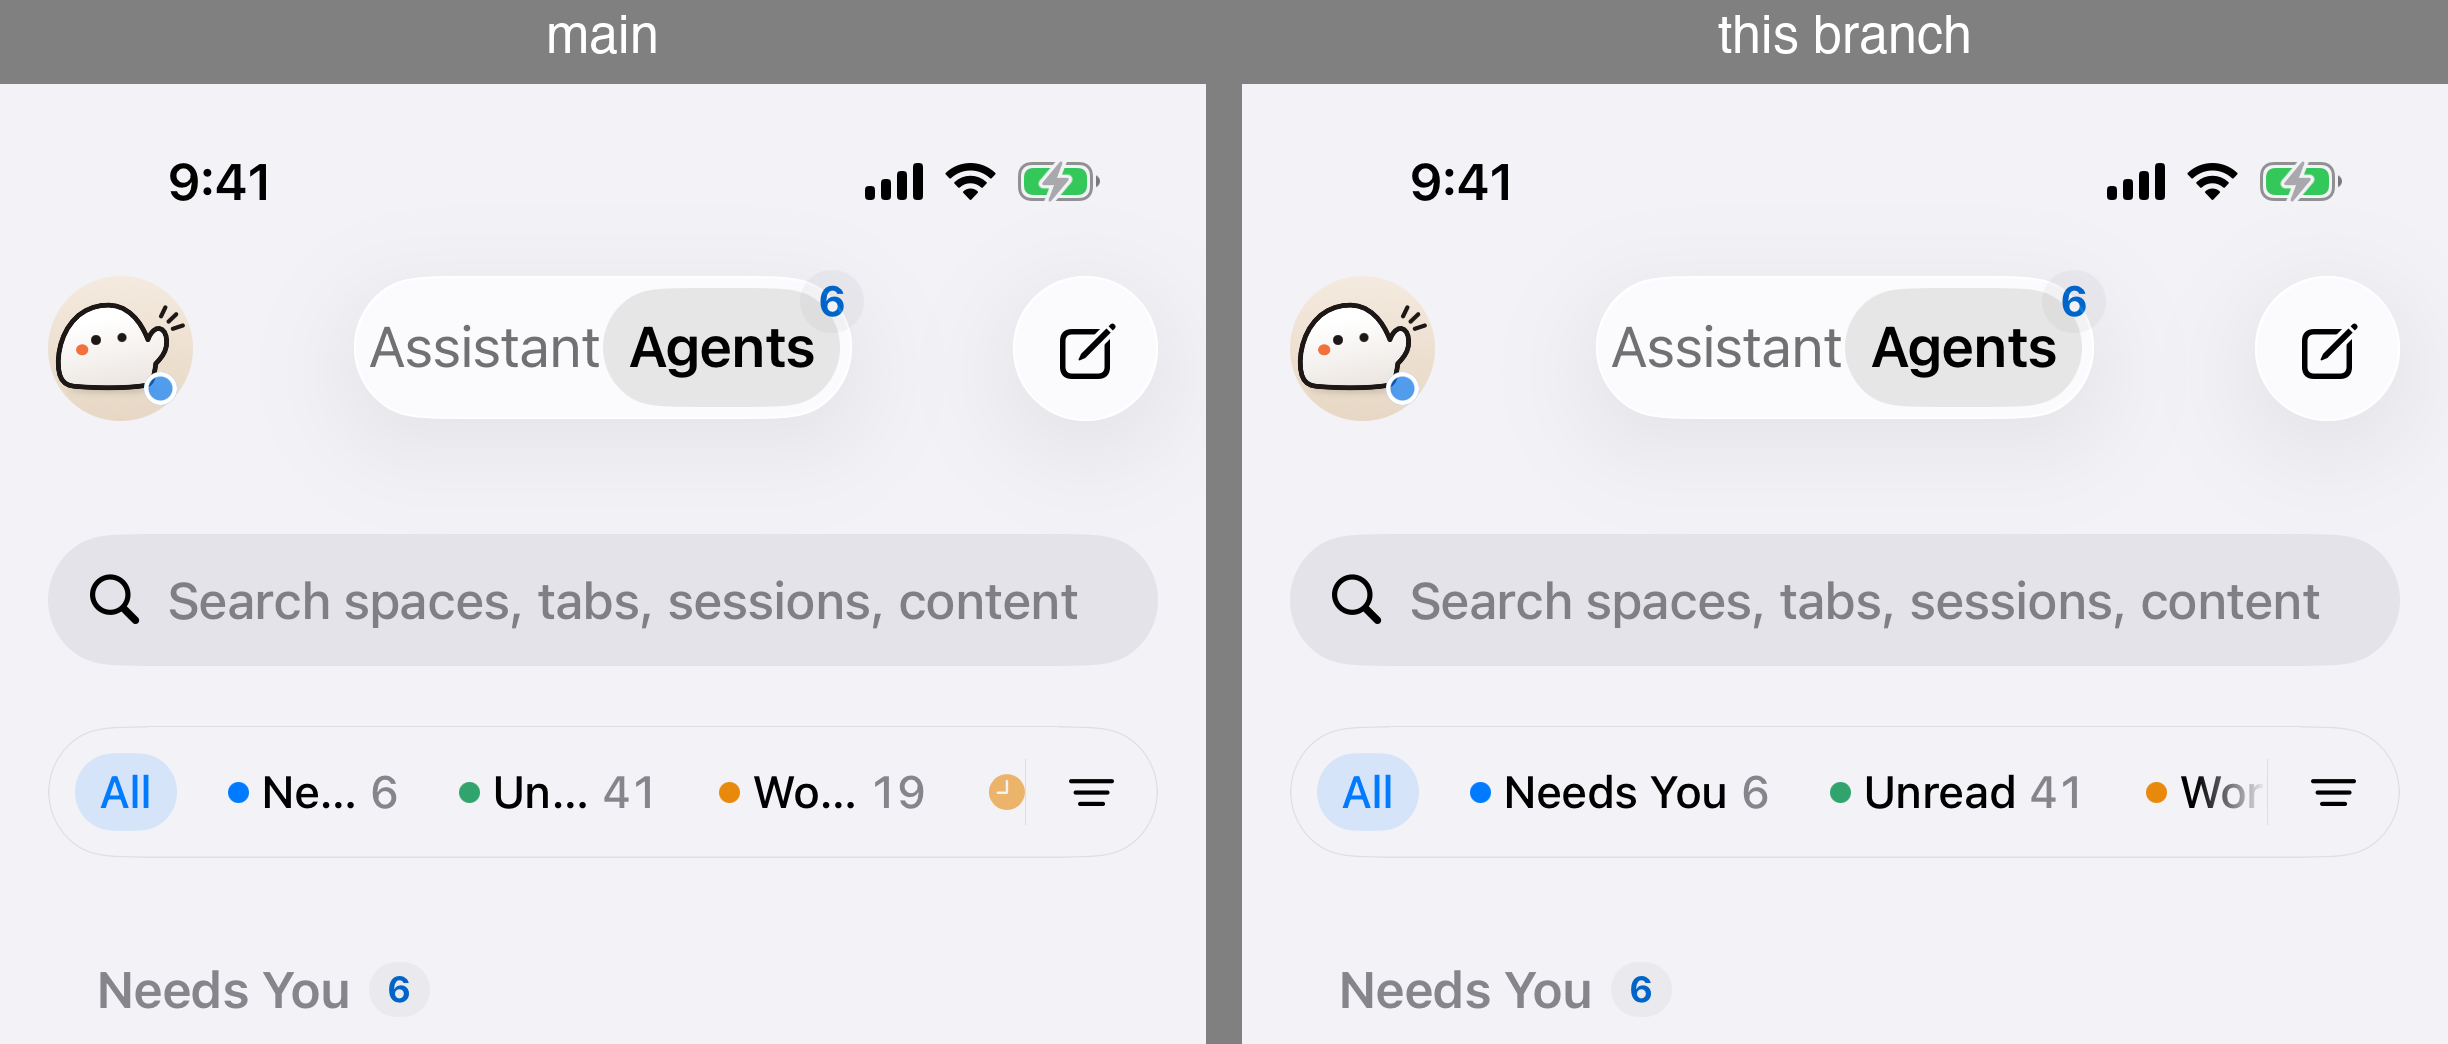 main
this branch
9:41
9:41
Assistant Agents 6
Assistant Agents 6
Search spaces, tabs, sessions, content
Search spaces, tabs, sessions, content
All Ne... 6 Un... 41 Wo... 19
All Needs You 6 Unread 41 Wor
Needs You 6
Needs You 6